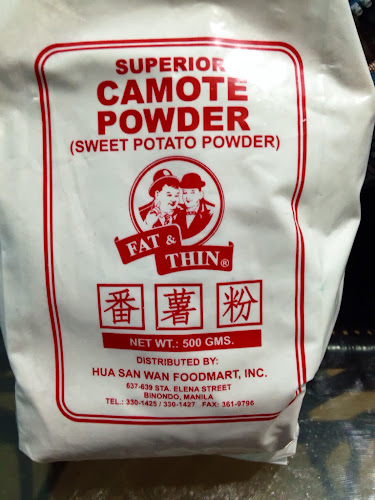 SUPERIOR
CAMOTE
POWDER
(SWEET POTATO POWDER)
FAT &
THIN®
番薯粉
NET WT.: 500 GMS.
DISTRIBUTED BY:
HUA SAN WAN FOODMART, INC.
637-639 STA. ELENA STREET
BINONDO, MANILA
TEL.: 330-1425 / 330-1427 FAX: 361-9796